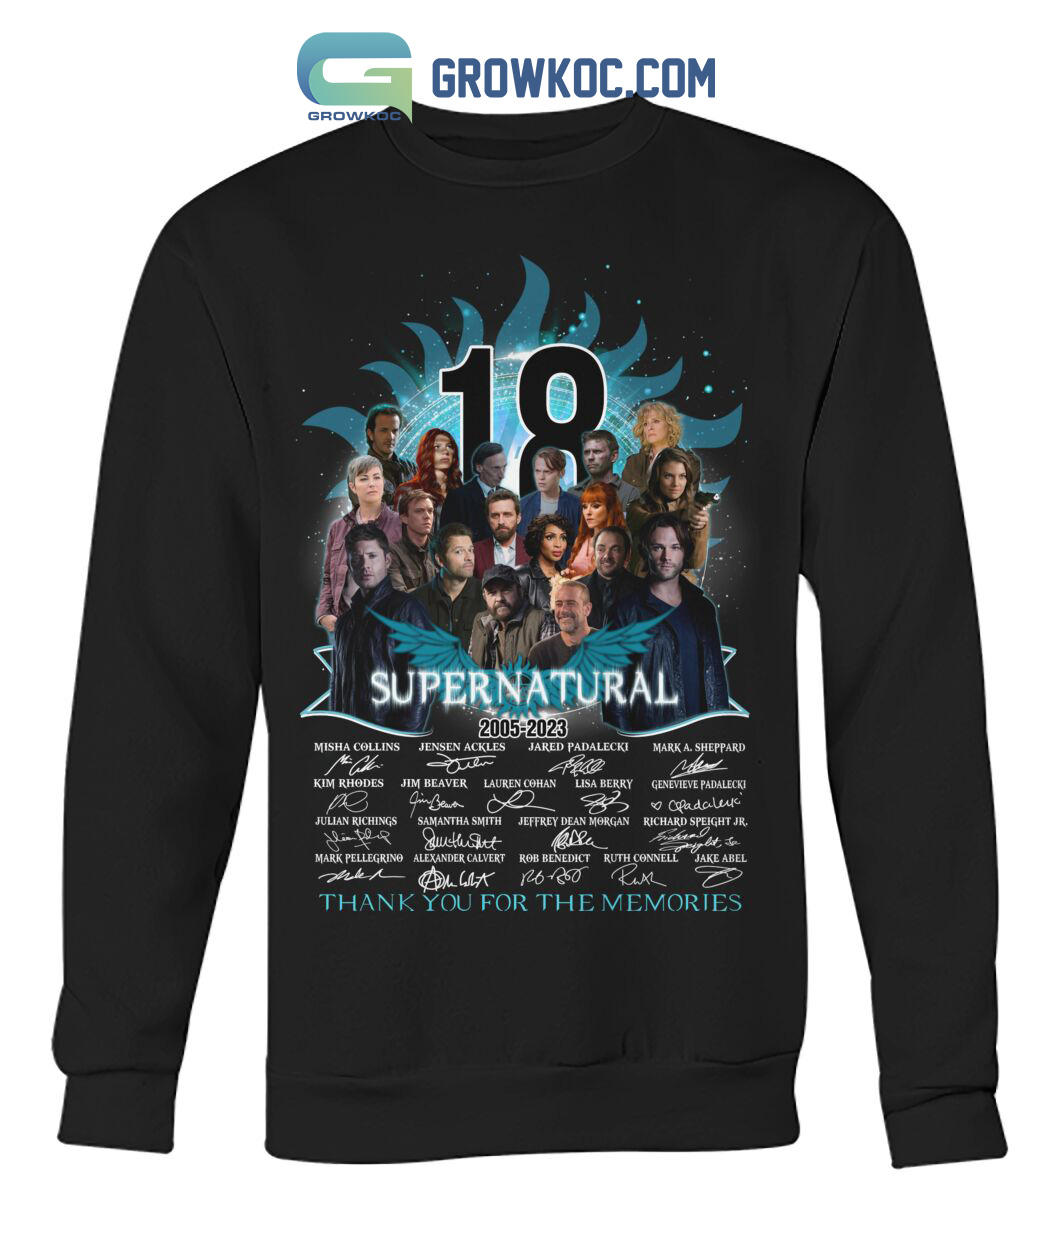 GROWKOC.COM
GROWKOC
18
SUPERNATURAL
2005-2023
MISHA COLLINS JENSEN ACKLES JARED PADALECKI MARK A. SHEPPARD
KIM RHODES JIM BEAVER LAUREN COHAN LISA BERRY GENEVIEVE PADALECKI
JULIAN RICHINGS SAMANTHA SMITH JEFFREY DEAN MORGAN RICHARD SPEIGHT JR.
MARK PELLEGRINO ALEXANDER CALVERT ROB BENEDICT RUTH CONNELL JAKE ABEL
THANK YOU FOR THE MEMORIES